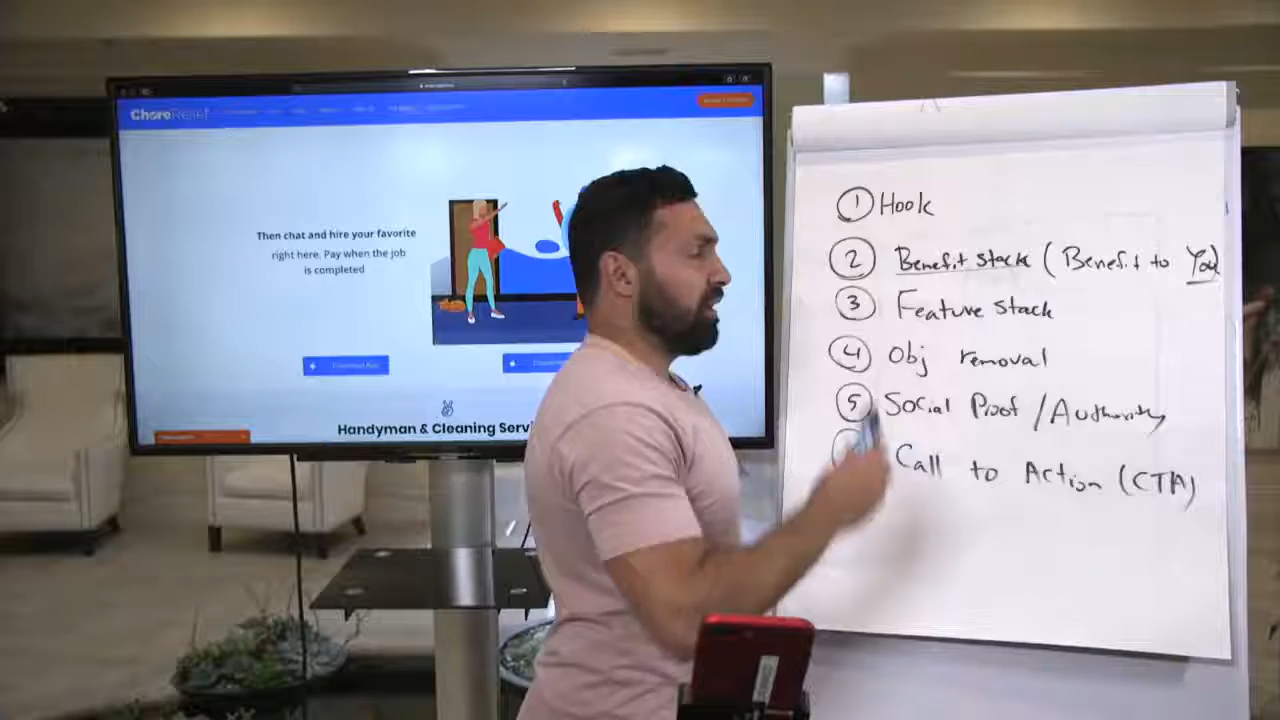 ChoreRelief
Then chat and hire your favorite
right here. Pay when the job
is completed
Download App
Handyman & Cleaning
① Hook
② Benefit stack (Benefit to You)
③ Feature stack
④ Obj removal
⑤ Social Proof / Authority
Call to Action (CTA)